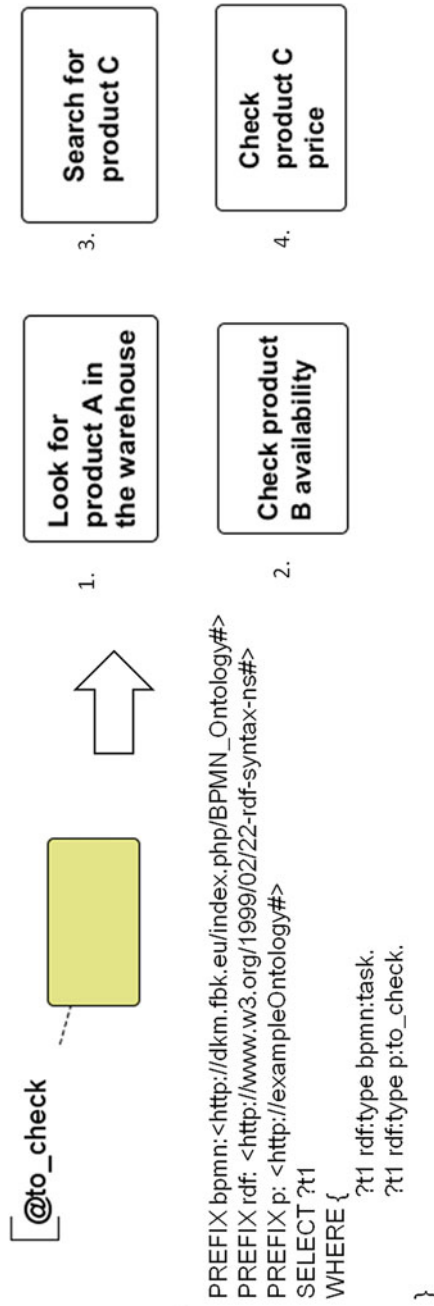 @to_check
PREFIX bpmn:<http://dkm.fbk.eu/index.php/BPMN_Ontology#>
PREFIX rdf: <http://www.w3.org/1999/02/22-rdf-syntax-ns#>
PREFIX p: <http://exampleOntology#>
SELECT ?t1
WHERE {
?t1 rdf:type bpmn:task.
?t1 rdf:type p:to_check.
}
1.
Look for
product A in
the warehouse
2.
Check product
B availability
3.
Search for
product C
4.
Check
product C
price